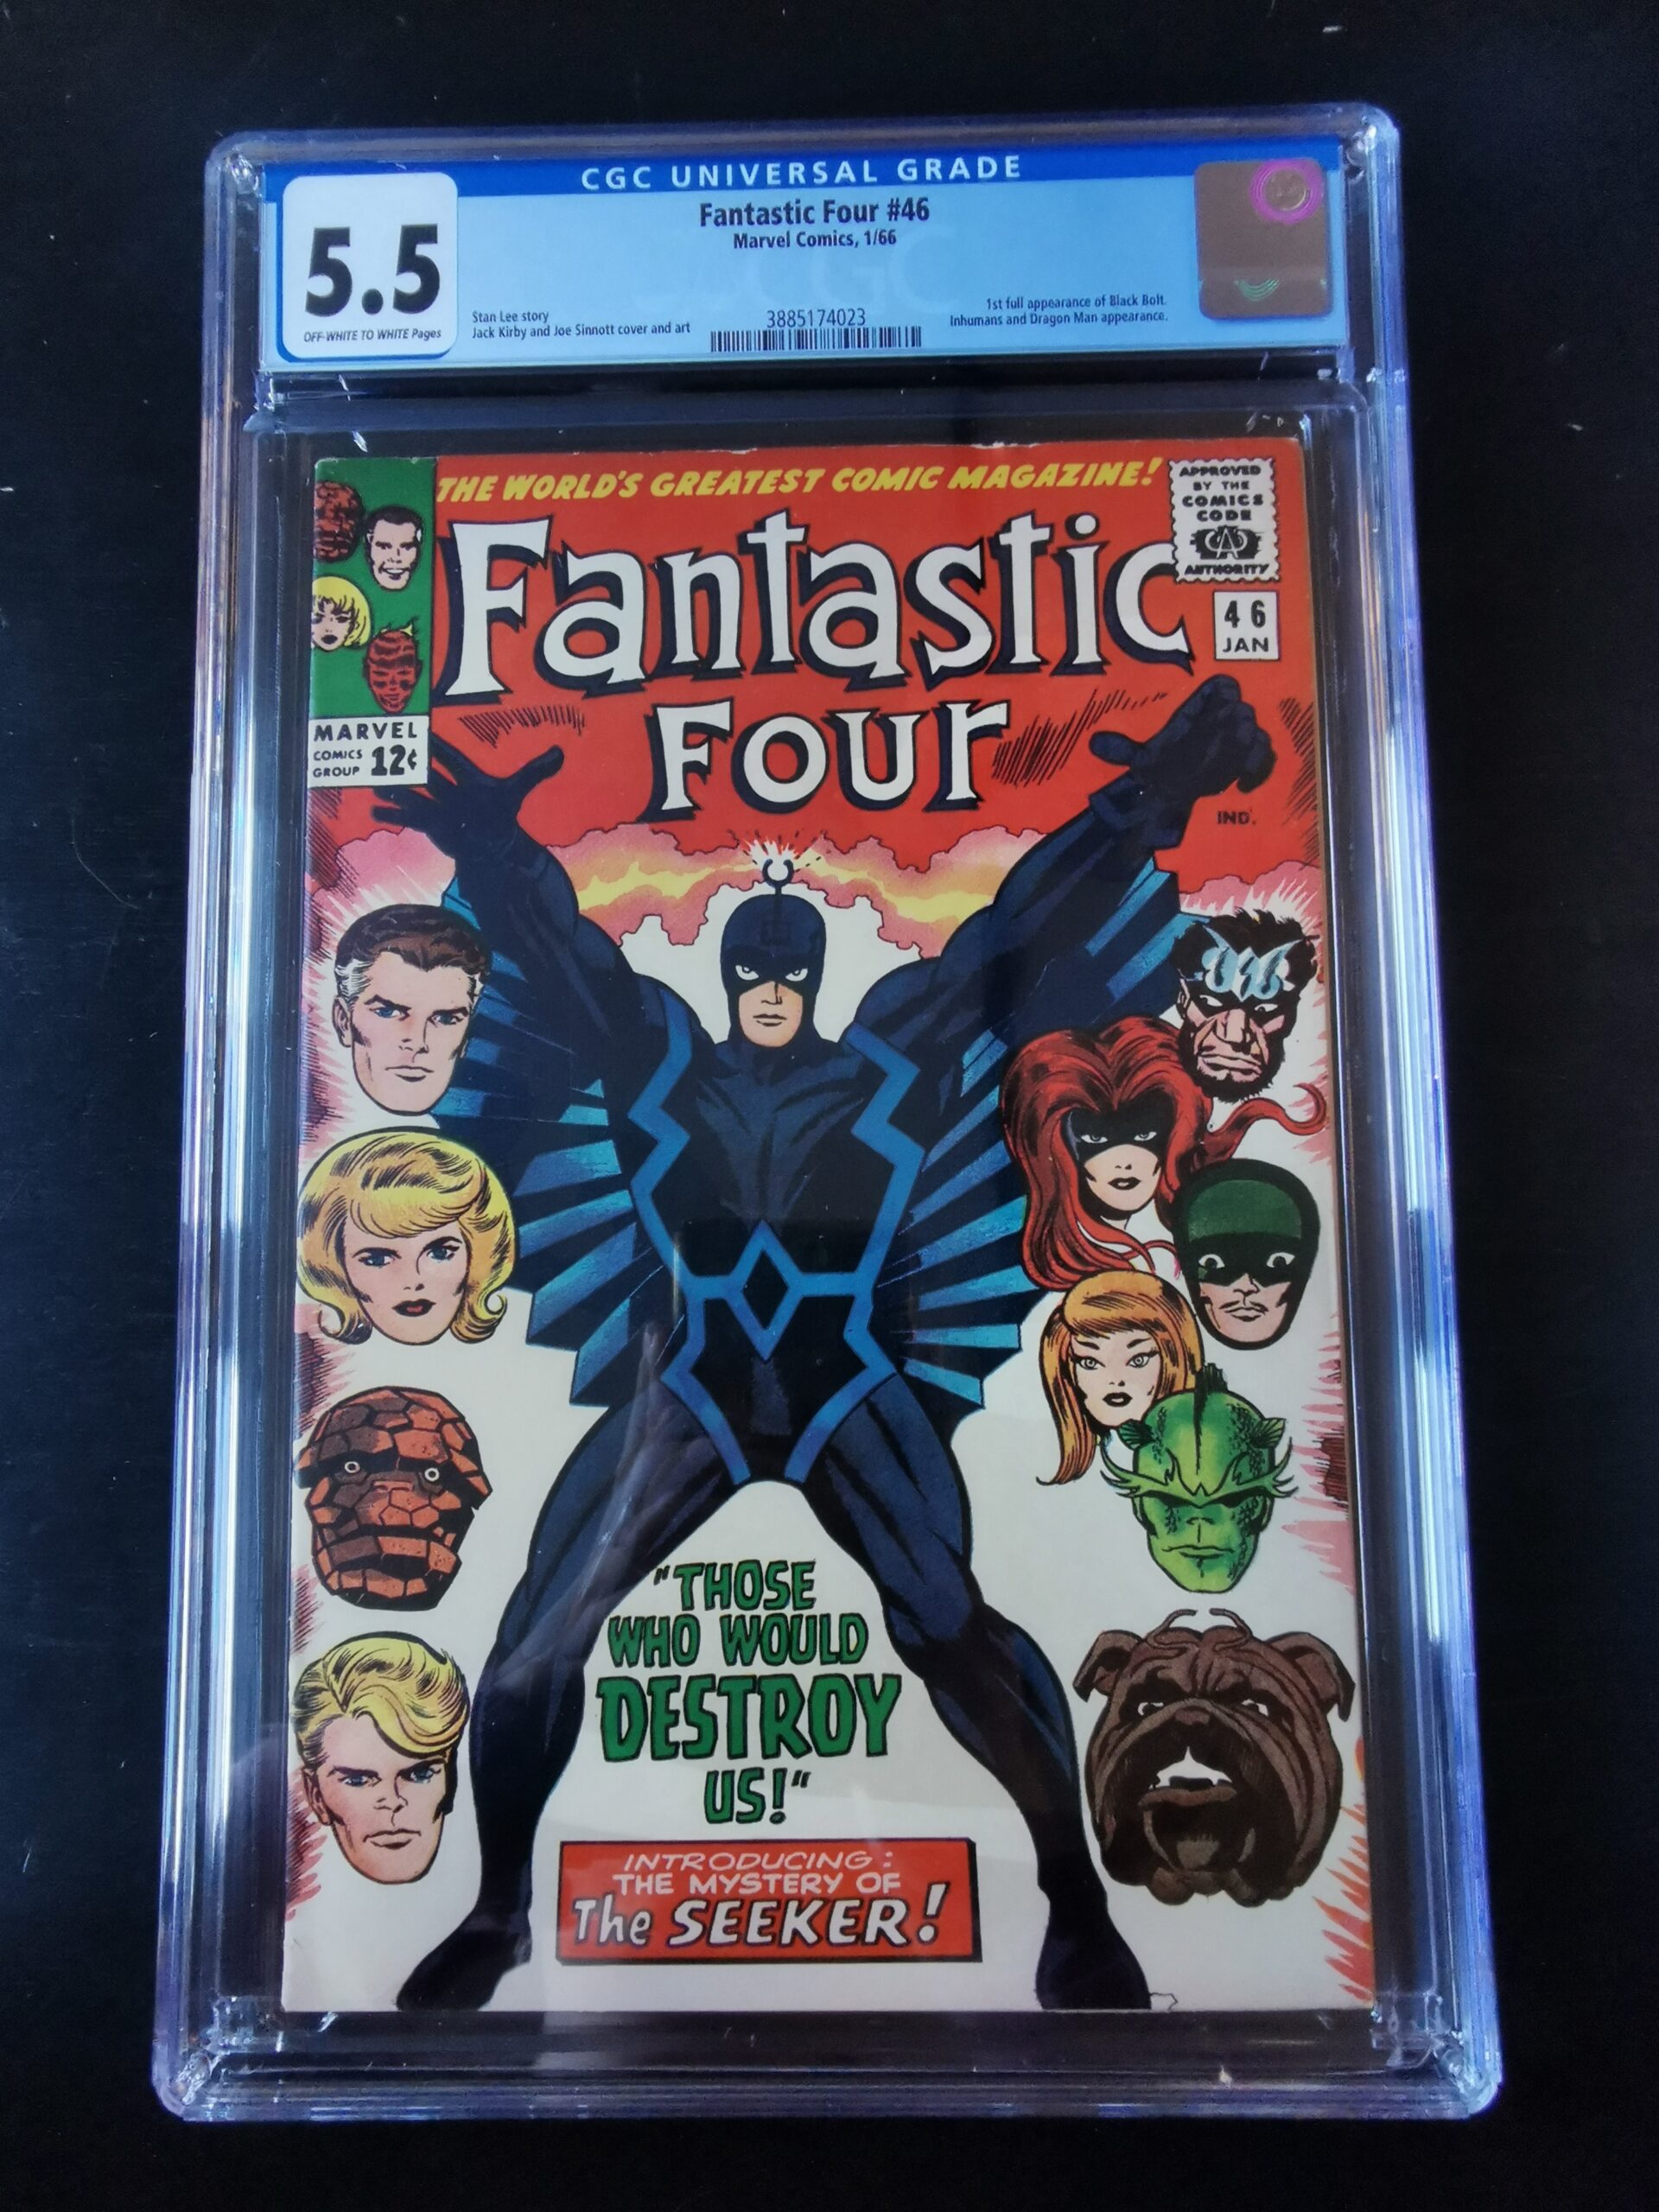 CGC UNIVERSAL GRADE
5.5
OFF-WHITE TO WHITE Pages
Fantastic Four #46
Marvel Comics, 1/66
Stan Lee story
Jack Kirby and Joe Sinnott cover and art
3885174023
1st full appearance of Black Bolt.
Inhumans and Dragon Man appearance.
CGC
THE WORLD'S GREATEST COMIC MAGAZINE!
APPROVED
BY THE
COMICS
CODE
CA
AUTHORITY
Fantastic
Four
46
JAN
MARVEL
COMICS
GROUP 12¢
IND.
"THOSE
WHO WOULD
DESTROY
US!"
INTRODUCING:
THE MYSTERY OF
The SEEKER!